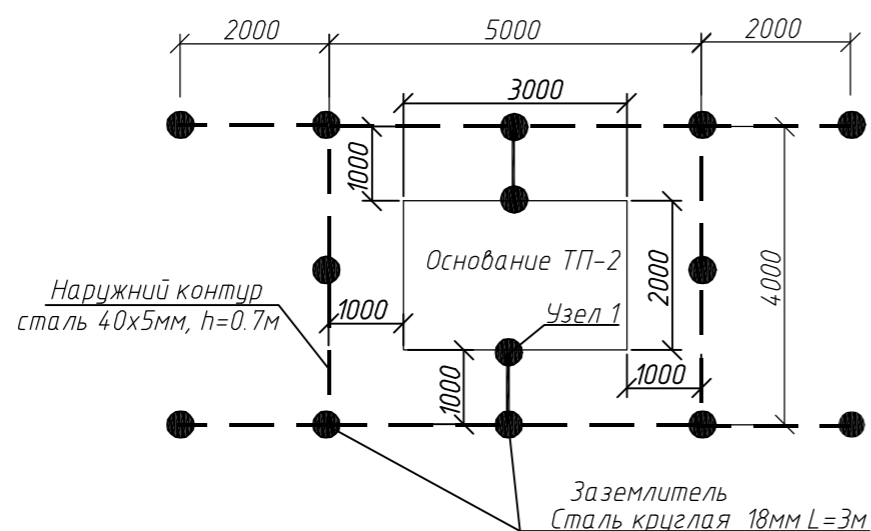 2000 5000 2000
3000
1000
Основание ТП-2
2000
4000
Наружний контур
сталь 40х5мм, h=0.7м
1000
Узел 1
1000
1000
Заземлитель
Сталь круглая 18мм L=3м